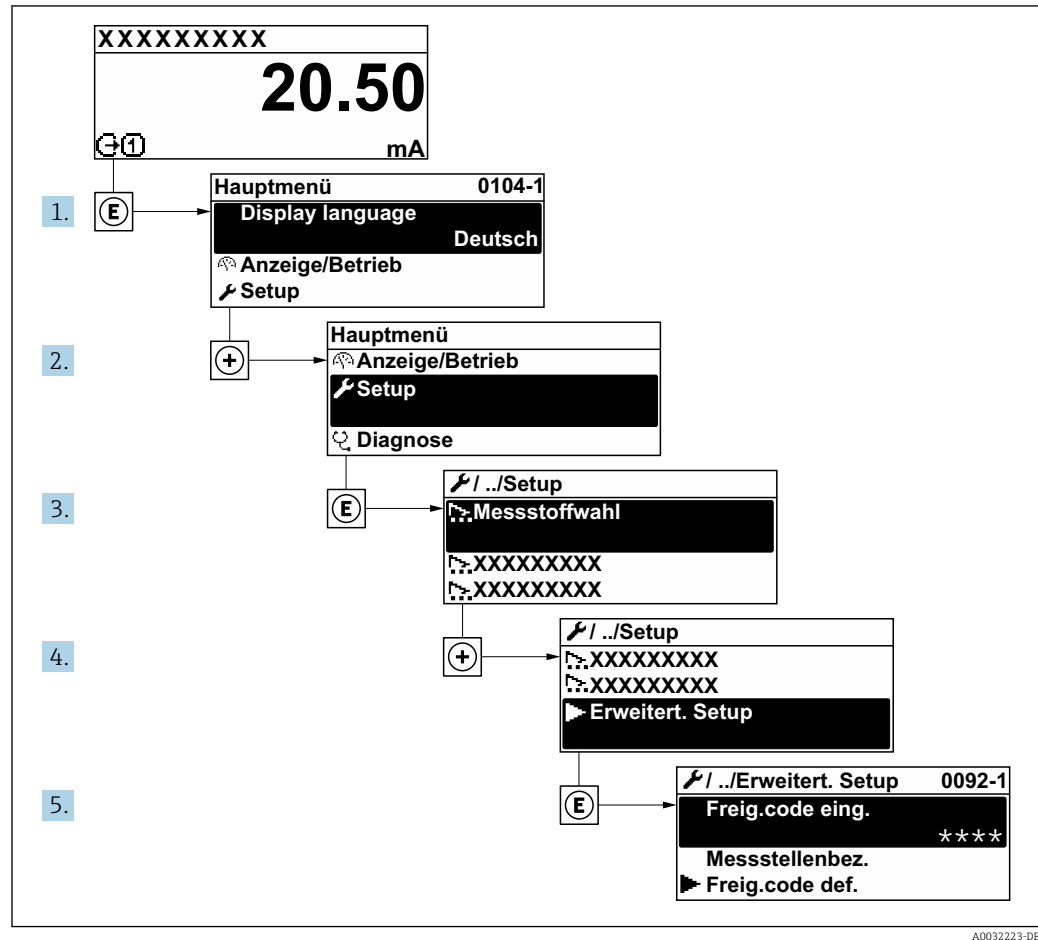 XXXXXXXXX
20.50
mA
1.
E
Hauptmenü 0104-1
Display language
Deutsch
Anzeige/Betrieb
Setup
2.
+
Hauptmenü
Anzeige/Betrieb
Setup
Diagnose
3.
E
/ ../Setup
Messstoffwahl
XXXXXXXXX
XXXXXXXXX
4.
+
/ ../Setup
XXXXXXXXX
XXXXXXXXX
Erweitert. Setup
5.
E
/ ../Erweitert. Setup 0092-1
Freig.code eing.
****
Messstellenbez.
Freig.code def.
A0032223-DE